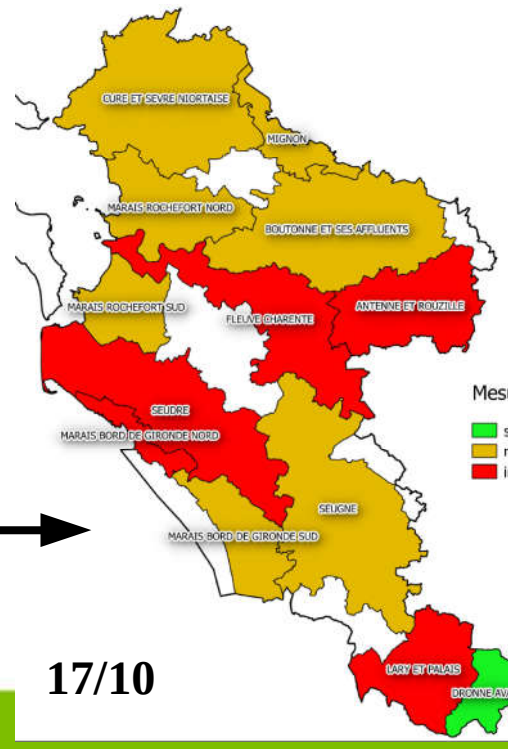 CURE ET SEVRE NIORTAISE
MIGNON
MARAIS ROCHEFORT NORD
BOUTONNE ET SES AFFLUENTS
MARAIS ROCHEFORT SUD
FLEUVE CHARENTE
ANTENNE ET ROUZILLE
Mesu
s
r
i
SEUDRE
MARAIS BORD DE GIRONDE NORD
SEUGNE
MARAIS BORD DE GIRONDE SUD
LARY ET PALAIS
DRONNE AVA
17/10